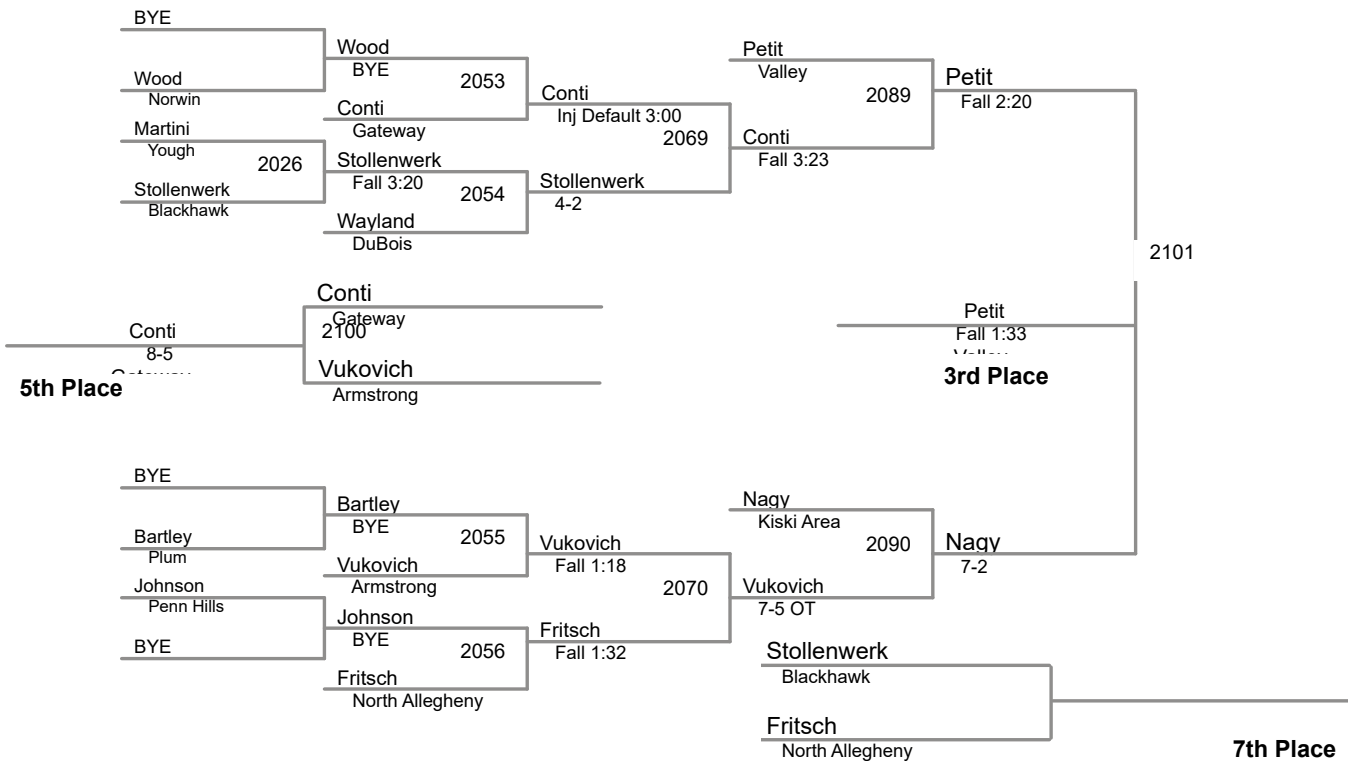 BYE
Wood
Norwin
Martini
Yough
2026
Stollenwerk
Blackhawk
Wood
BYE
2053
Conti
Gateway
Stollenwerk
Fall 3:20
2054
Wayland
DuBois
Conti
Inj Default 3:00
2069
Stollenwerk
4-2
Petit
Valley
2089
Conti
Fall 3:23
Petit
Fall 2:20
2101
Conti
Gateway
2100
Vukovich
Armstrong
Conti
8-5
Gateway
5th Place
Petit
Fall 1:33
Valley
3rd Place
BYE
Bartley
Plum
Johnson
Penn Hills
BYE
Bartley
BYE
2055
Vukovich
Armstrong
Johnson
BYE
2056
Fritsch
North Allegheny
Vukovich
Fall 1:18
2070
Fritsch
Fall 1:32
Nagy
Kiski Area
2090
Vukovich
7-5 OT
Nagy
7-2
Stollenwerk
Blackhawk
Fritsch
North Allegheny
7th Place